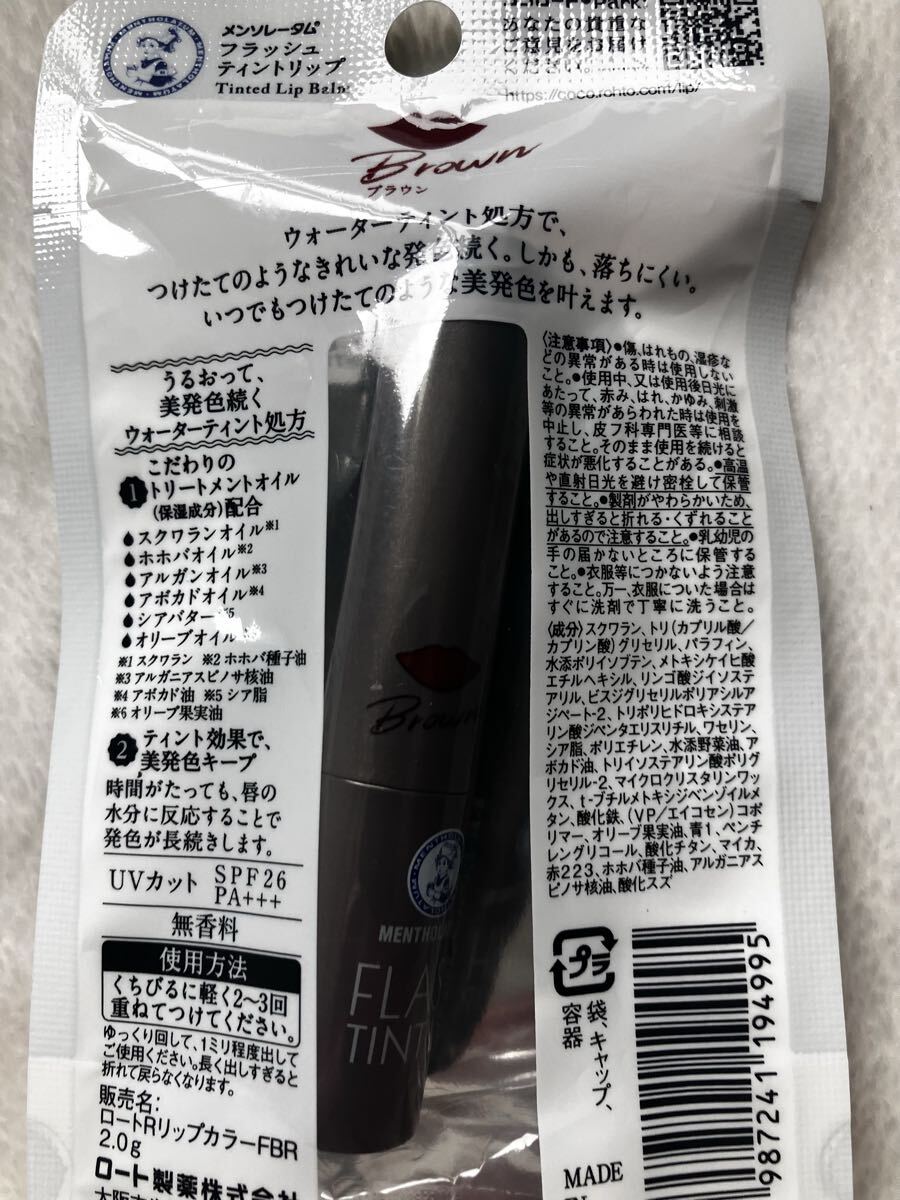 MENTHOLATUM・MENTHOLATUM
メンソレータム®
フラッシュ
ティントリップ
Tinted Lip Balm
Park!
あなたの貴重な
ご意見をお届け
ください。
https://coco.rohto.com/lip/
Brown
ブラウン
ウォーターティント処方で、
つけたてのようなきれいな発色続く。しかも、落ちにくい。
いつでもつけたてのような美発色を叶えます。
うるおって、
美発色続く
ウォーターティント処方
1 こだわりの
トリートメントオイル
(保湿成分)配合
スクワランオイル※1
ホホバオイル※2
アルガンオイル※3
アボカドオイル※4
シアバター※5
オリーブオイル
※1 スクワラン ※2 ホホバ種子油
※3 アルガニアスピノサ核油
※4 アボカド油 ※5 シア脂
※6 オリーブ果実油
2 ティント効果で、
美発色キープ
時間がたっても、唇の
水分に反応することで
発色が長続きします。
UVカット SPF26
PA+++
無香料
使用方法
くちびるに軽く2〜3回
重ねてつけてください。
ゆっくり回して、1ミリ程度出して
ご使用ください。長く出しすぎると
折れて戻らなくなります。
販売名:
ロートRリップカラーFBR
2.0g
ロート製薬株式会社
Brown
FLA
TINT
〈注意事項〉●傷、はれもの、湿疹な
どの異常がある時は使用しない
こと。●使用中、又は使用後日光に
あたって、赤み、はれ、かゆみ、刺激
等の異常があらわれた時は使用を
中止し、皮フ科専門医等に相談
すること。そのまま使用を続けると
症状が悪化することがある。●高温
や直射日光を避け密栓して保管
すること。●製剤がやわらかいため、
出しすぎると折れる・くずれること
があるので注意すること。●乳幼児の
手の届かないところに保管する
こと。●衣服等につかないよう注意
すること。万一、衣服についた場合は
すぐに洗剤で丁寧に洗うこと。
〈成分〉スクワラン、トリ(カプリル酸/
カプリン酸)グリセリル、パラフィン、
水添ポリイソブテン、メトキシケイヒ酸
エチルヘキシル、リンゴ酸ジイソステ
アリル、ビスジグリセリルポリアシルア
ジペート-2、トリポリヒドロキシステア
リン酸ジペンタエリスリチル、ワセリン、
シア脂、ポリエチレン、水添野菜油、ア
ボカド油、トリイソステアリン酸ポリグ
リセリル-2、マイクロクリスタリンワッ
クス、t-ブチルメトキシジベンゾイルメ
タン、酸化鉄、(VP/エイコセン)コポ
リマー、オリーブ果実油、青1、ペンチ
レングリコール、酸化チタン、マイカ、
赤223、ホホバ種子油、アルガニアス
ピノサ核油、酸化スズ
プラ
袋、キャップ、
容器
987241 194995
MADE